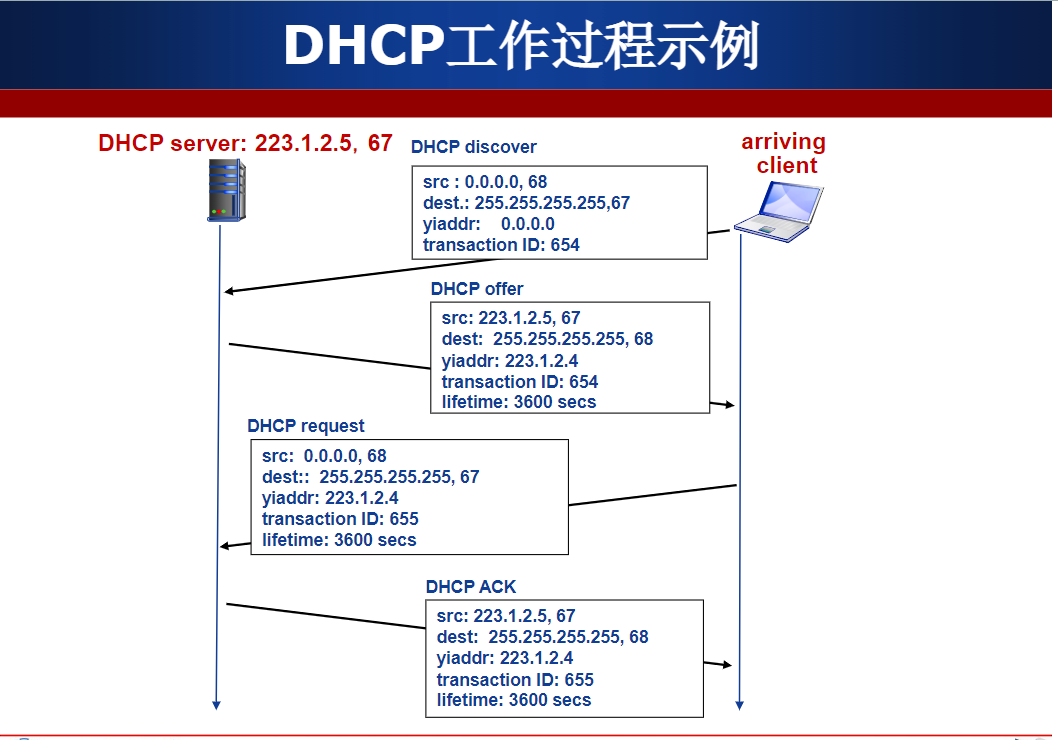 DHCP工作过程示例
DHCP server: 223.1.2.5, 67
DHCP discover
arriving
client
src : 0.0.0.0, 68
dest.: 255.255.255.255,67
yiaddr: 0.0.0.0
transaction ID: 654
DHCP offer
src: 223.1.2.5, 67
dest: 255.255.255.255, 68
yiaddr: 223.1.2.4
transaction ID: 654
lifetime: 3600 secs
DHCP request
src: 0.0.0.0, 68
dest:: 255.255.255.255, 67
yiaddr: 223.1.2.4
transaction ID: 655
lifetime: 3600 secs
DHCP ACK
src: 223.1.2.5, 67
dest: 255.255.255.255, 68
yiaddr: 223.1.2.4
transaction ID: 655
lifetime: 3600 secs